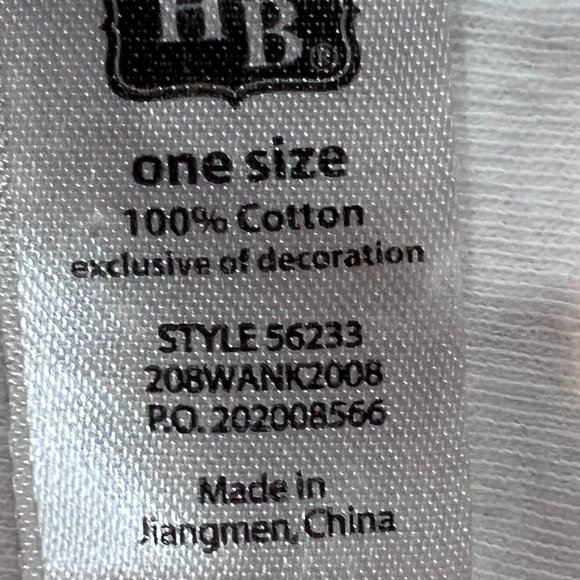 HB®
one size
100% Cotton
exclusive of decoration
STYLE 56233
208WANK2008
P.O. 202008566
Made in
Jiangmen, China